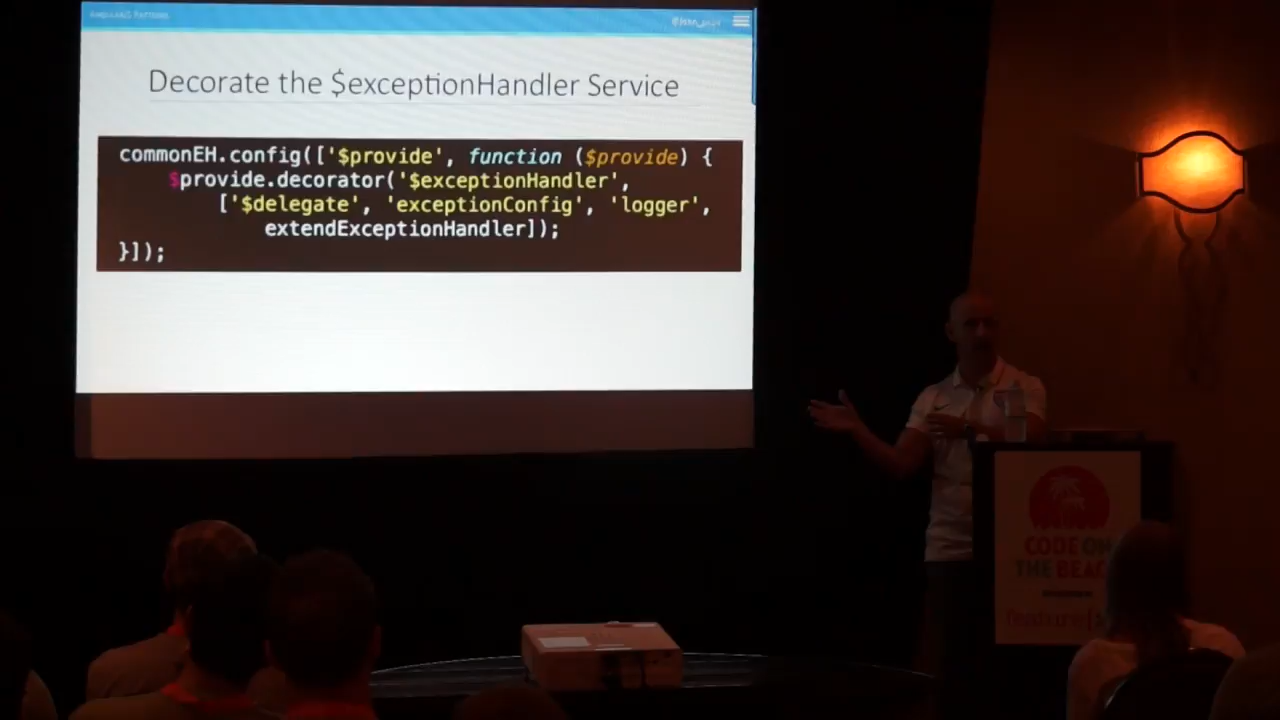 Decorate the $exceptionHandler Service
commonEH.config(['$provide', function ($provide) {
$provide.decorator('$exceptionHandler',
['$delegate', 'exceptionConfig', 'logger',
extendExceptionHandler]);
}]);
CODE ON
THE BEAC